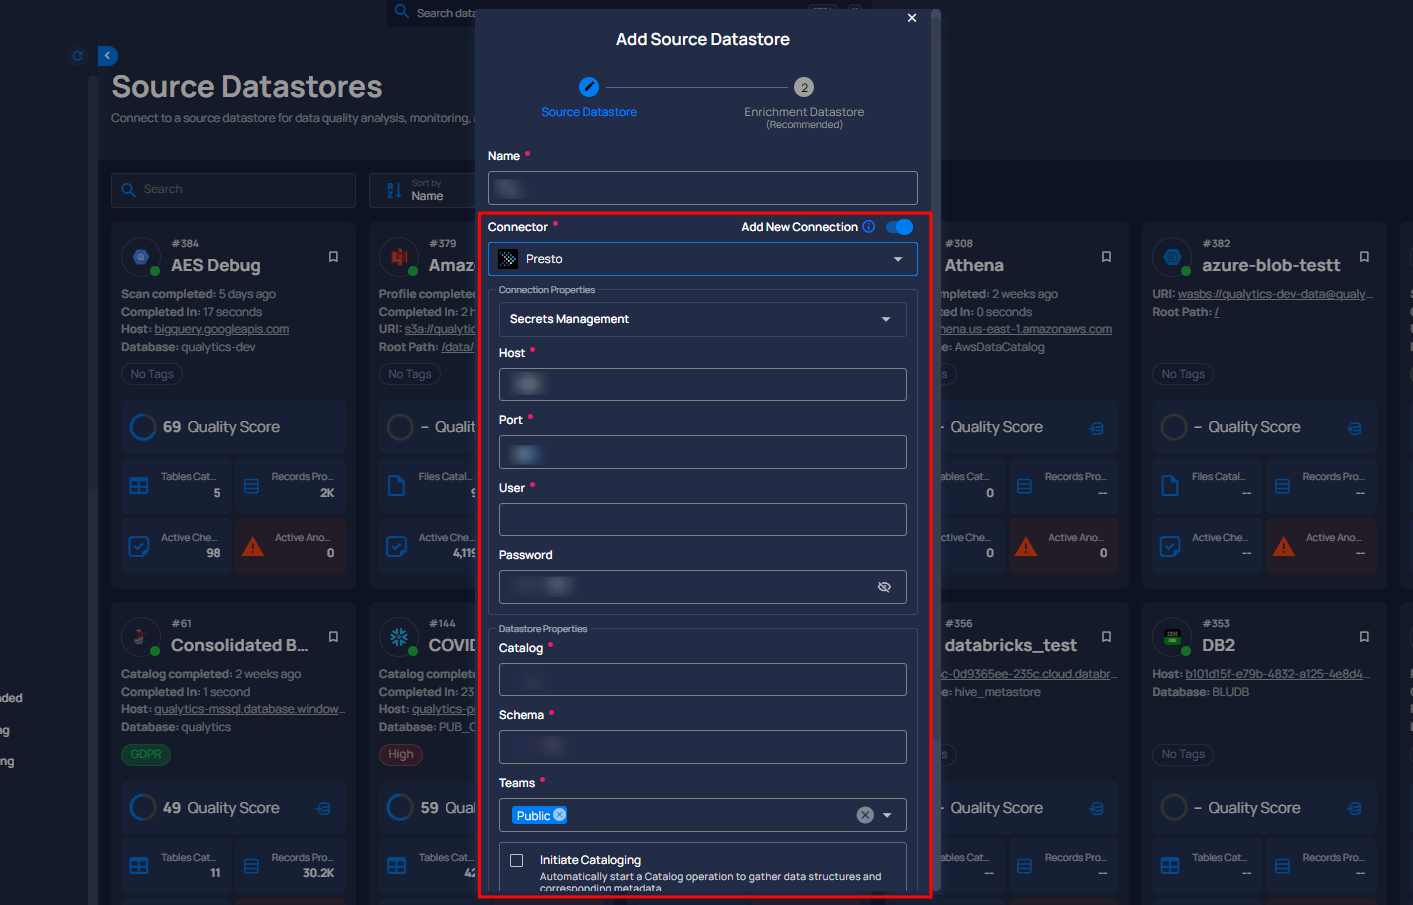 Search data
Add Source Datastore
2
Source Datastore
Enrichment Datastore
(Recommended)
Source Datastores
Connect to a source datastore for data quality analysis, monitoring,
Search
Sort by
Name
Name *
Connector *
Add New Connection
Presto
Connection Properties
Secrets Management
Host *
Port *
User *
Password
Datastore Properties
Catalog *
Schema *
Teams *
Public
Initiate Cataloging
Automatically start a Catalog operation to gather data structures and
corresponding metadata
#384
AES Debug
Scan completed: 5 days ago
Completed In: 17 seconds
Host: bigquery.googleapis.com
Database: qualytics-dev
No Tags
69 Quality Score
Tables Cat...
5
Records Pro...
2K
Active Che...
98
Active Ano...
0
#379
Amaz
Profile complete
Completed In: 2 h
URI: s3a://qualytic
Root Path: /data/
No Tags
– Qualit
Files Catal
9
Active Che
4,119
#308
Athena
mpleted: 2 weeks ago
ed In: 0 seconds
hena.us-east-1.amazonaws.com
e: AwsDataCatalog
s
- Quality Score
ables Cat...
0
Records Pro...
--
ctive Che...
0
Active Ano...
0
#382
azure-blob-testt
URI: wasbs://qualytics-dev-data@qualy...
Root Path: /
No Tags
– Quality Score
Files Catal...
--
Records Pro...
--
Active Che...
--
Active Ano...
--
#61
Consolidated B...
Catalog completed: 2 weeks ago
Completed In: 1 second
Host: qualytics-mssql.database.window...
Database: qualytics
GDPR
49 Quality Score
Tables Cat...
11
Records Pro...
30.2K
#144
COVID
Catalog complete
Completed In: 23
Host: qualytics-p
Database: PUB_C
High
59 Qual
Tables Cat
42
#356
databricks_test
c-0d9365ee-235c.cloud.databr...
e: hive_metastore
s
- Quality Score
ables Cat...
--
Records Pro...
--
#353
DB2
Host: b101d15f-e79b-4832-a125-4e8d4...
Database: BLUDB
No Tags
– Quality Score
Tables Cat...
--
Records Pro...
--
ded
ng
ing